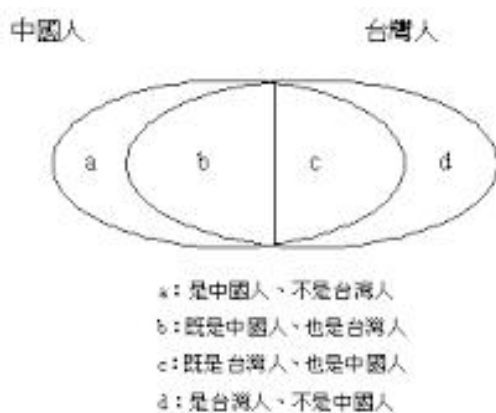 中國人 台灣人
a b c d
a：是中國人、不是台灣人
b：既是中國人、也是台灣人
c：既是台灣人、也是中國人
d：是台灣人、不是中國人